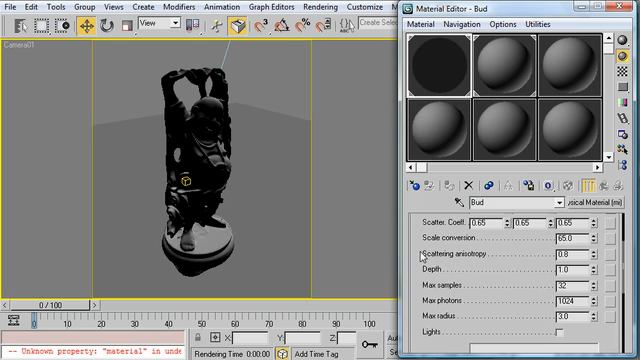 Edit Tools Group Views Create Modifiers Animation Graph Editors Rendering Customize
View
Create Selec
Camera01
0 / 100
0 10 20 30 40 50 60 70 80 90 100
-- Unknown property: "material" in unde
X: Y: Z:
Rendering Time 0:00:00 Add Time Tag
Material Editor - Bud
Material Navigation Options Utilities
Bud
ysical Material (mi)
Scatter. Coeff. 0.65 0.65 0.65
Scale conversion 65.0
Scattering anisotropy 0.8
Depth 1.0
Max samples 32
Max photons 1024
Max radius 3.0
Lights